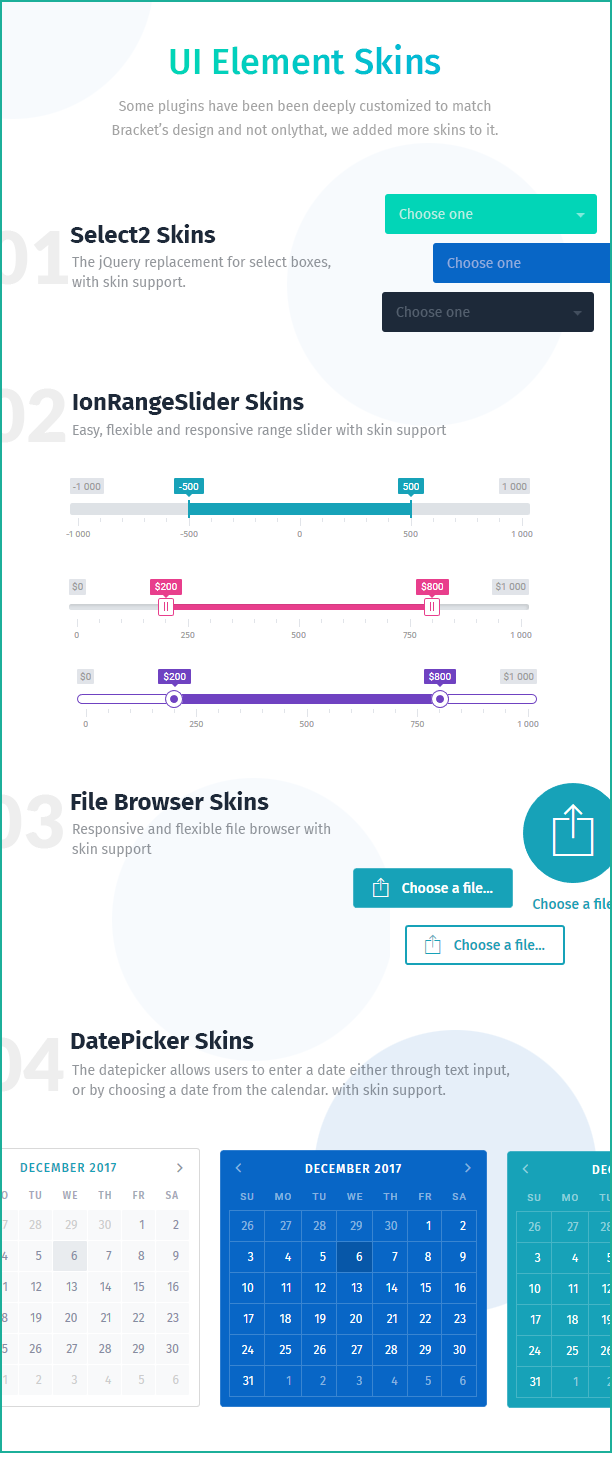 UI Element Skins
Some plugins have been been deeply customized to match
Bracket's design and not onlythat, we added more skins to it.
01
Select2 Skins
The jQuery replacement for select boxes,
with skin support.
Choose one
Choose one
Choose one
02
IonRangeSlider Skins
Easy, flexible and responsive range slider with skin support
-1 000 -500 500 1 000
-1 000 -500 0 500 1 000
$0 $200 $800 $1 000
0 250 500 750 1 000
$0 $200 $800 $1 000
0 250 500 750 1 000
03
File Browser Skins
Responsive and flexible file browser with
skin support
Choose a file...
Choose a file
Choose a file...
04
DatePicker Skins
The datepicker allows users to enter a date either through text input,
or by choosing a date from the calendar. with skin support.
DECEMBER 2017
O TU WE TH FR SA
7 28 29 30 1 2
4 5 6 7 8 9
1 12 13 14 15 16
8 19 20 21 22 23
5 26 27 28 29 30
1 2 3 4 5 6
DECEMBER 2017
SU MO TU WE TH FR SA
26 27 28 29 30 1 2
3 4 5 6 7 8 9
10 11 12 13 14 15 16
17 18 19 20 21 22 23
24 25 26 27 28 29 30
31 1 2 3 4 5 6
DE
SU MO TU
26 27 28
3 4 5
10 11 12
17 18 19
24 25 26
31 1 2